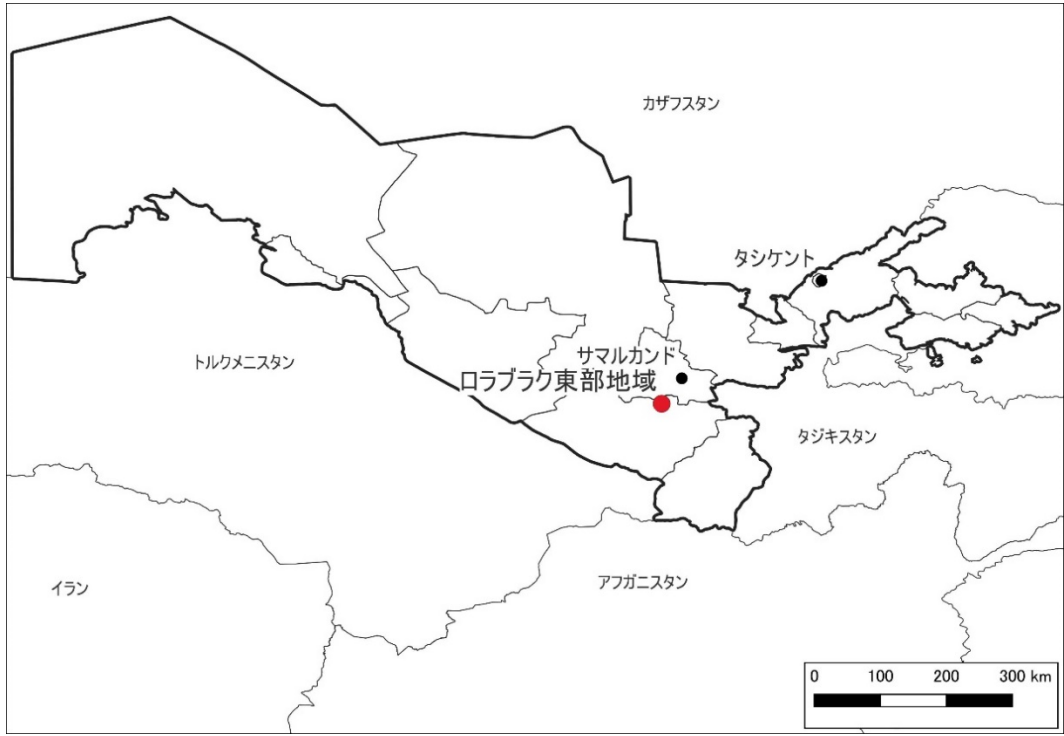 カザフスタン
タシケント
サマルカンド
トルクメニスタン
ロラブラク東部地域
タジキスタン
イラン
アフガニスタン
0 100 200 300 km